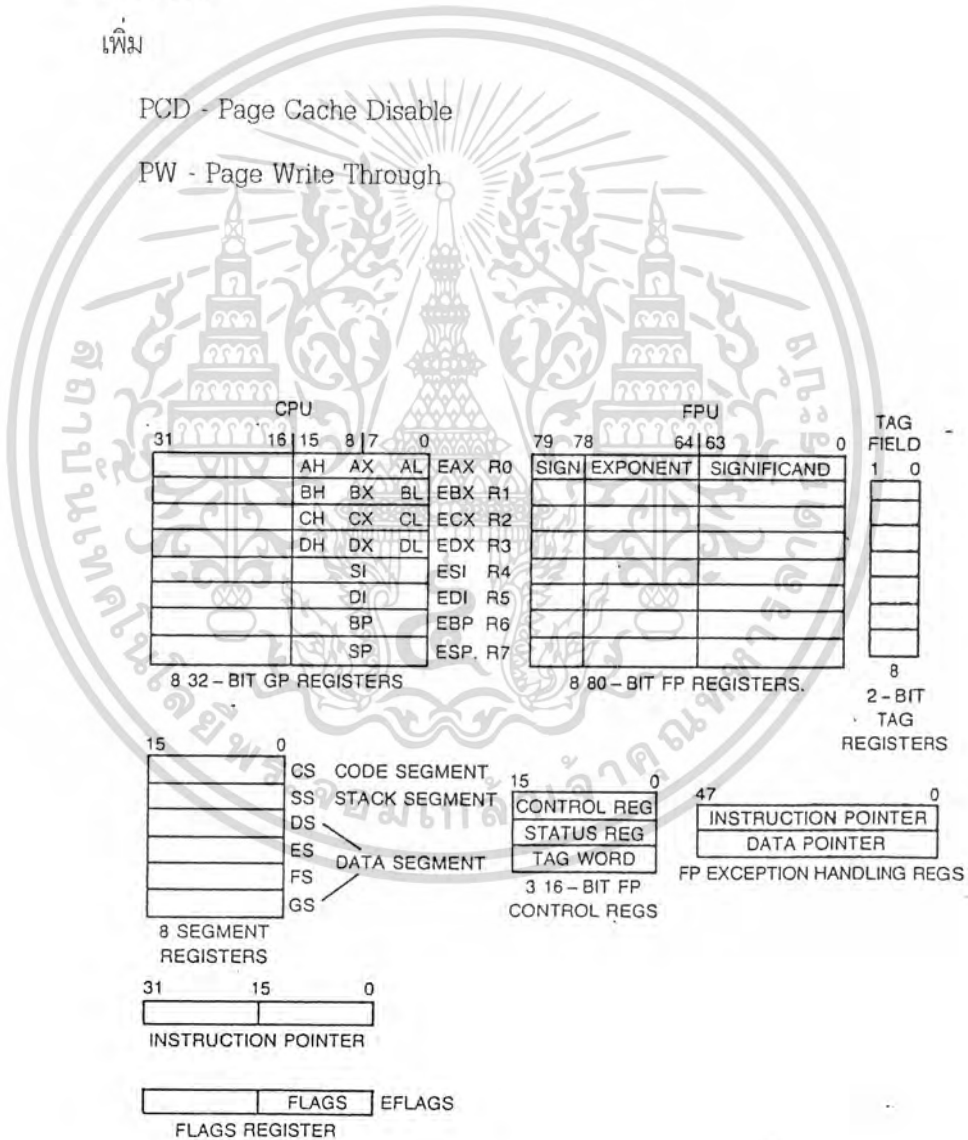 เพิ่ม
PCD - Page Cache Disable
PW - Page Write Through
CPU
31 16 15 8 7 0
AH AX AL EAX R0
BH BX BL EBX R1
CH CX CL ECX R2
DH DX DL EDX R3
SI ESI R4
DI EDI R5
BP EBP R6
SP ESP. R7
8 32-BIT GP REGISTERS
FPU
79 78 64 63 0
SIGN EXPONENT SIGNIFICAND
8 80-BIT FP REGISTERS.
TAG
FIELD
1 0
8
2-BIT
TAG
REGISTERS
15 0
CS CODE SEGMENT
SS STACK SEGMENT
DS
ES
DATA SEGMENT
FS
GS
8 SEGMENT
REGISTERS
15 0
CONTROL REG
STATUS REG
TAG WORD
3 16-BIT FP
CONTROL REGS
47 0
INSTRUCTION POINTER
DATA POINTER
FP EXCEPTION HANDLING REGS
31 15 0
INSTRUCTION POINTER
FLAGS EFLAGS
FLAGS REGISTER